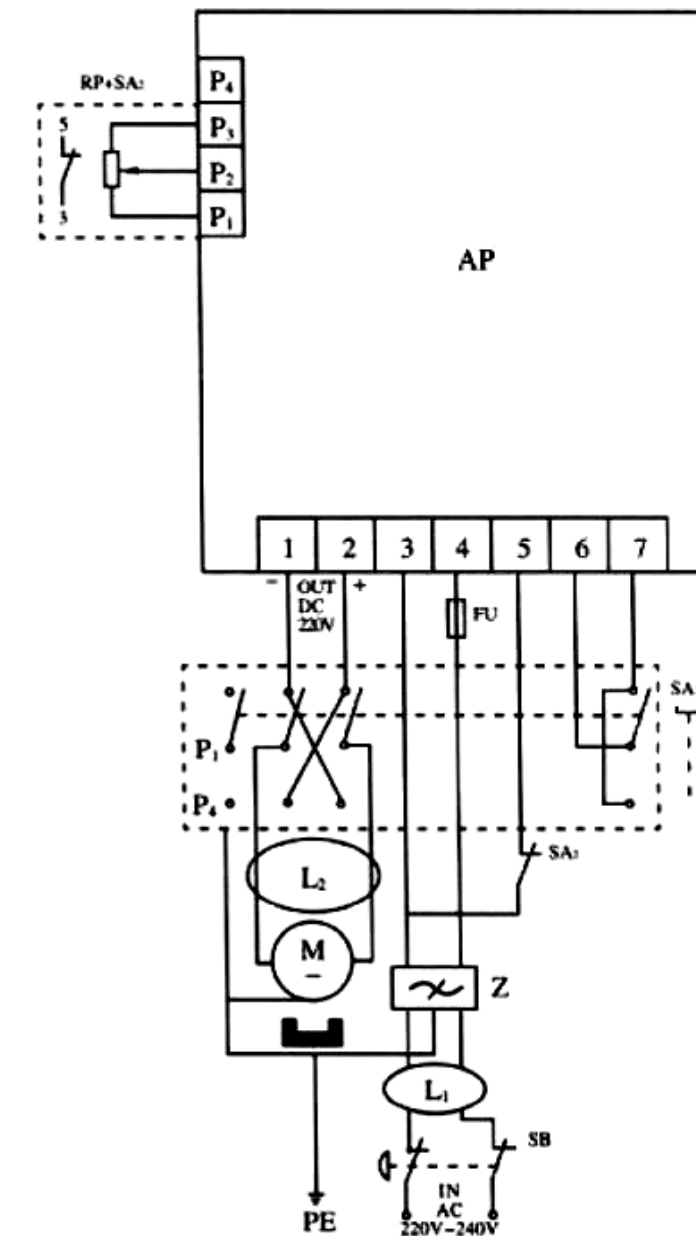 RP+SA₂
P₄
5
P₃
P₂
3
P₁
AP
1 2 3 4 5 6 7
− OUT +
DC
220V
FU
SA
P₁
P₄
SA₂
L₂
M
−
Z
L₁
SB
IN
AC
220V~240V
PE